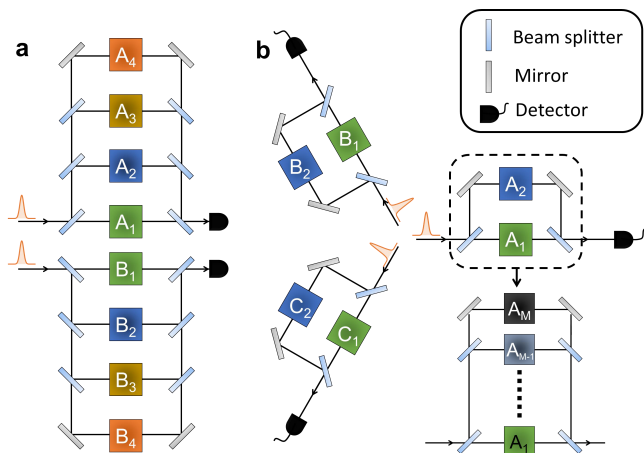 a
A4
A3
A2
A1
B1
B2
B3
B4
b
B1
B2
C2
C1
Beam splitter
Mirror
Detector
A2
A1
AM
AM-1
A1